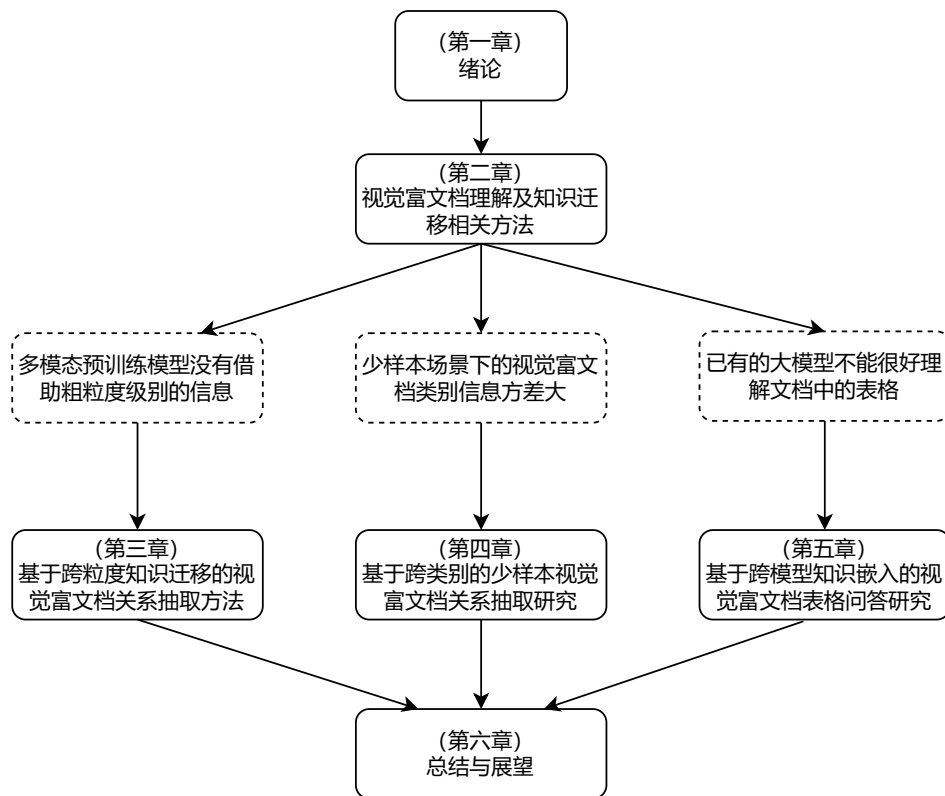 （第一章）
绪论
（第二章）
视觉富文档理解及知识迁
移相关方法
多模态预训练模型没有借
助粗粒度级别的信息
少样本场景下的视觉富文
档类别信息方差大
已有的大模型不能很好理
解文档中的表格
（第三章）
基于跨粒度知识迁移的视
觉富文档关系抽取方法
（第四章）
基于跨类别的少样本视觉
富文档关系抽取研究
（第五章）
基于跨模型知识嵌入的视
觉富文档表格问答研究
（第六章）
总结与展望